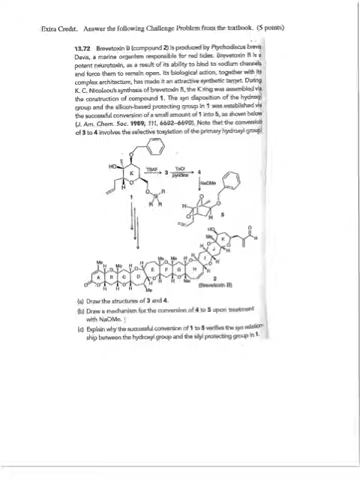 Extra Credit. Answer the following Challenge Problem from the textbook. (5 points)
13.72 Brevetoxin B (compound 2) is produced by Ptychodiscus brevis
Davis, a marine organism responsible for red tides. Brevetoxin B is a
potent neurotoxin, as a result of its ability to bind to sodium channels
and force them to remain open. Its biological action, together with its
complex architecture, has made it an attractive synthetic target. During
K. C. Nicolaou's synthesis of brevetoxin B, the K ring was assembled via
the construction of compound 1. The syn disposition of the hydroxyl
group and the silicon-based protecting group in 1 was established via
the successful conversion of a small amount of 1 into 5, as shown below
(J. Am. Chem. Soc. 1989, 111, 6682–6690). Note that the conversion
of 3 to 4 involves the selective tosylation of the primary hydroxyl group
HO
K
H
O
H
O
Si
R
R
R
1
TBAF
3
TsCl
pyridine
4
NaOMe
5
HO
Me
O
H
A
B
C
D
E
F
G
H
I
J
K
2
(Brevetoxin B)
(a) Draw the structures of 3 and 4.
(b) Draw a mechanism for the conversion of 4 to 5 upon treatment
with NaOMe.
(c) Explain why the successful conversion of 1 to 5 verifies the syn relation-
ship between the hydroxyl group and the silyl protecting group in 1.